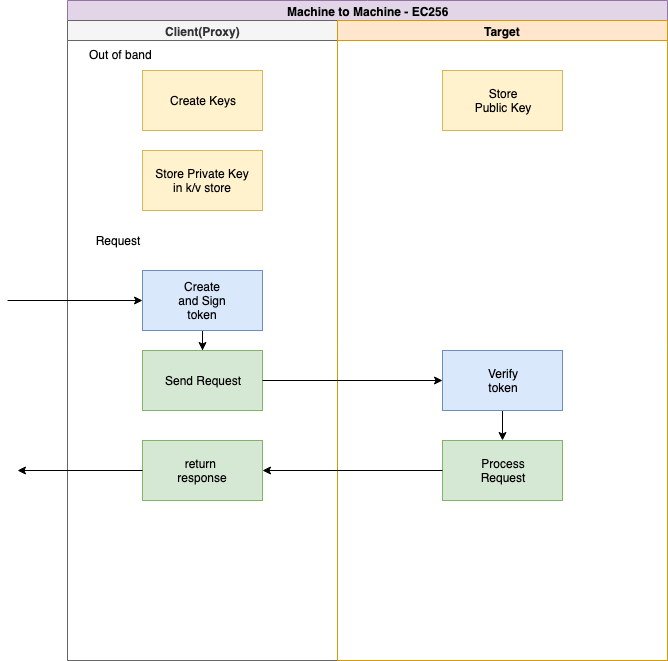 Machine to Machine - EC256
Client(Proxy)
Target
Out of band
Create Keys
Store
Public Key
Store Private Key
in k/v store
Request
Create
and Sign
token
Send Request
Verify
token
return
response
Process
Request